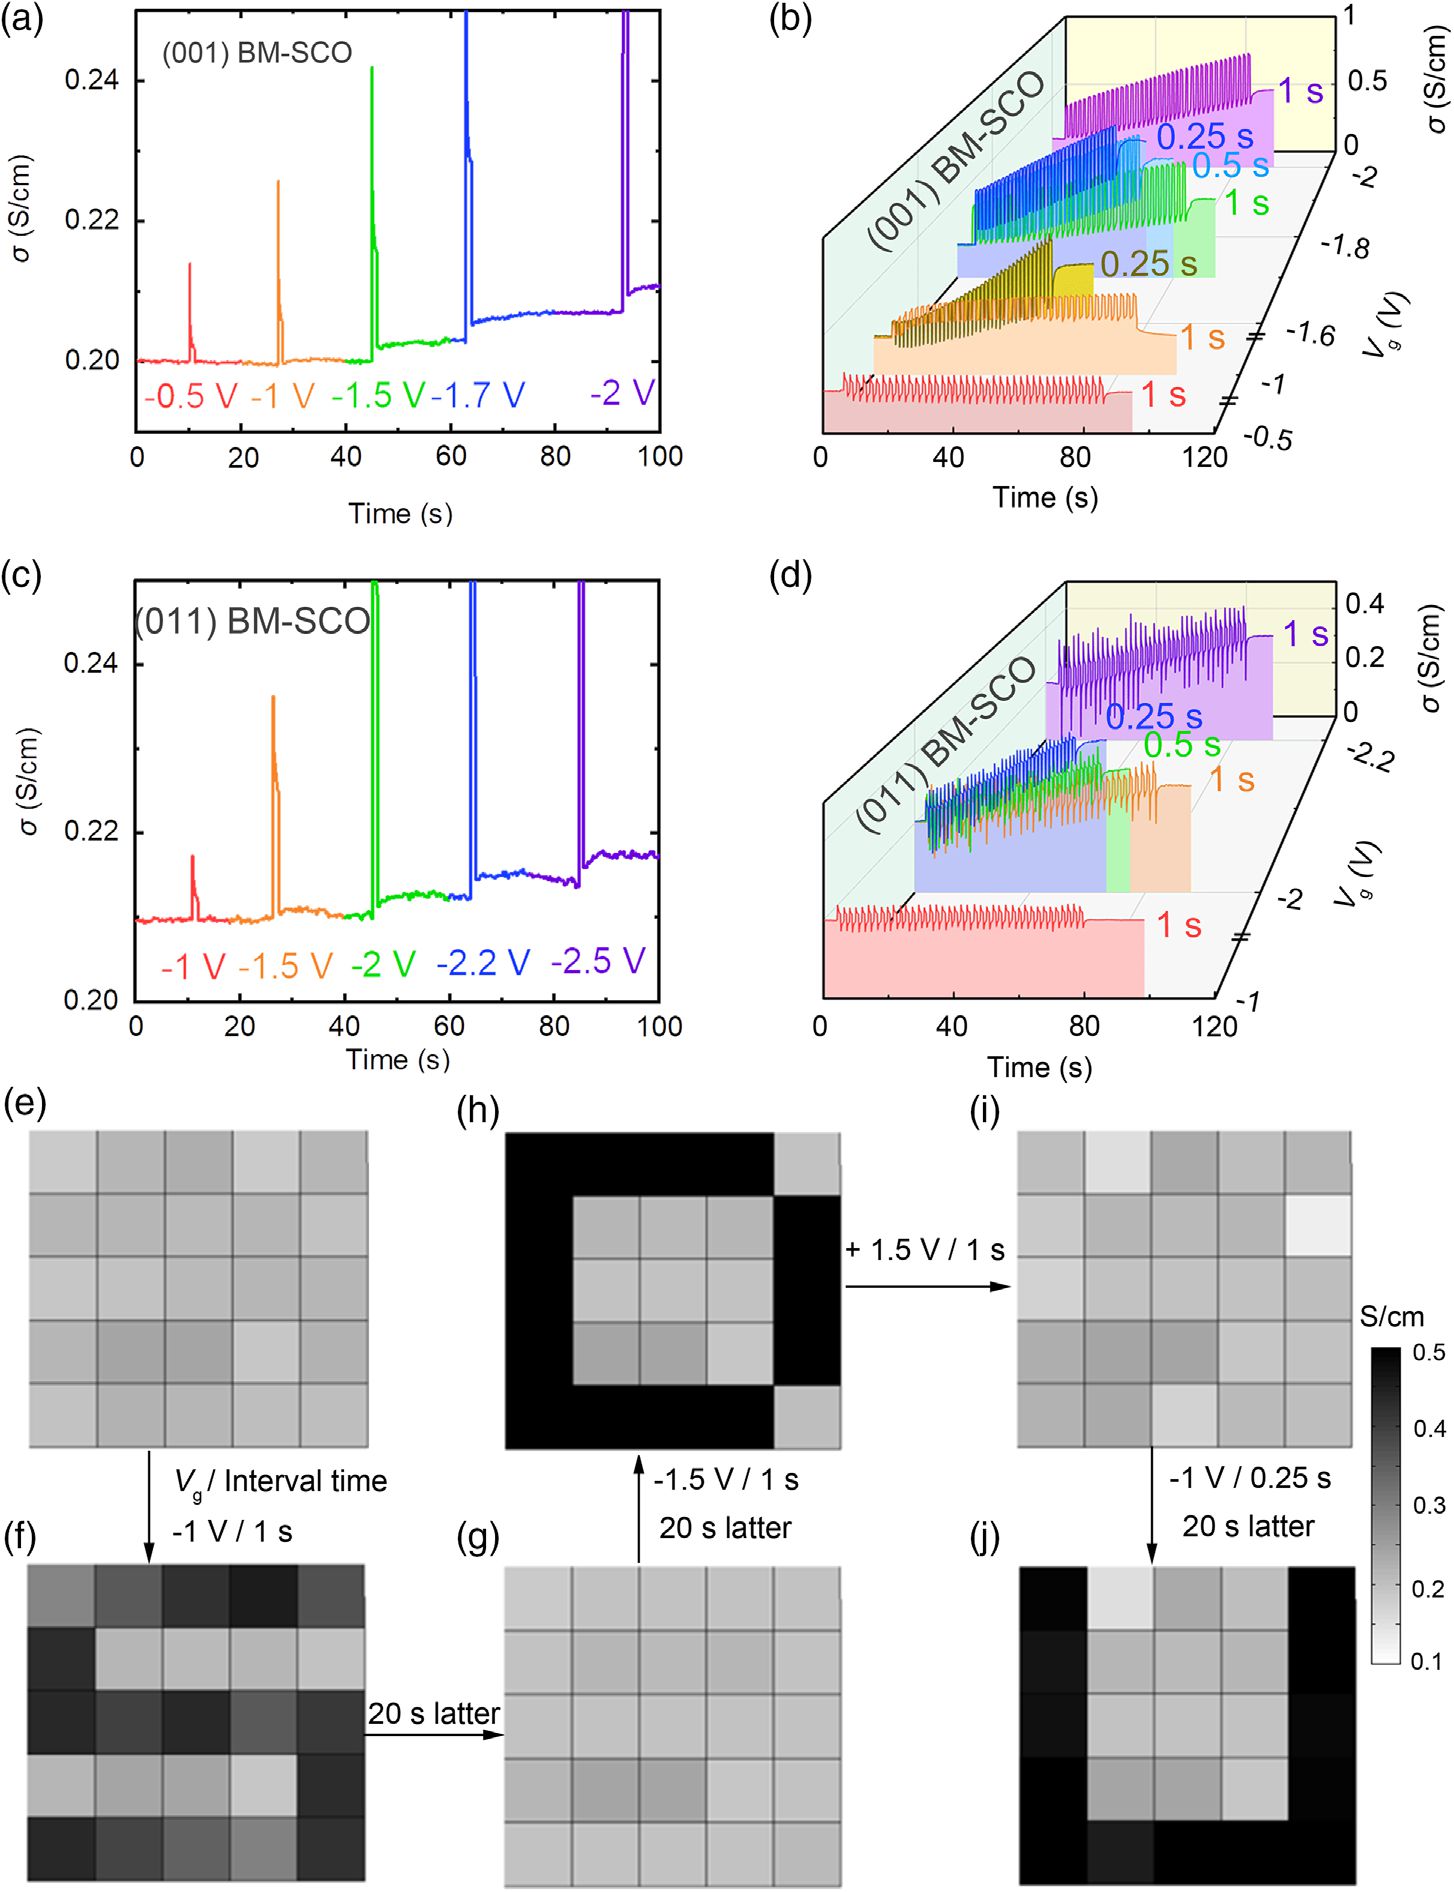 (a)
(001) BM-SCO
0.24
0.22
0.20
σ (S/cm)
-0.5 V -1 V -1.5 V -1.7 V -2 V
0 20 40 60 80 100
Time (s)
(b)
(001) BM-SCO
1
0.5
0
σ (S/cm)
1 s
0.25 s
0.5 s
1 s
0.25 s
1 s
1 s
-2
-1.8
-1.6
-1
-0.5
Vg (V)
0 40 80 120
Time (s)
(c)
(011) BM-SCO
0.24
0.22
0.20
σ (S/cm)
-1 V -1.5 V -2 V -2.2 V -2.5 V
0 20 40 60 80 100
Time (s)
(d)
(011) BM-SCO
0.4
0.2
0
σ (S/cm)
1 s
0.25 s
0.5 s
1 s
1 s
-2.2
-2
-1
Vg (V)
0 40 80 120
Time (s)
(e)
Vg / Interval time
-1 V / 1 s
(f)
20 s latter
(g)
-1.5 V / 1 s
20 s latter
(h)
+ 1.5 V / 1 s
(i)
-1 V / 0.25 s
20 s latter
(j)
S/cm
0.5
0.4
0.3
0.2
0.1